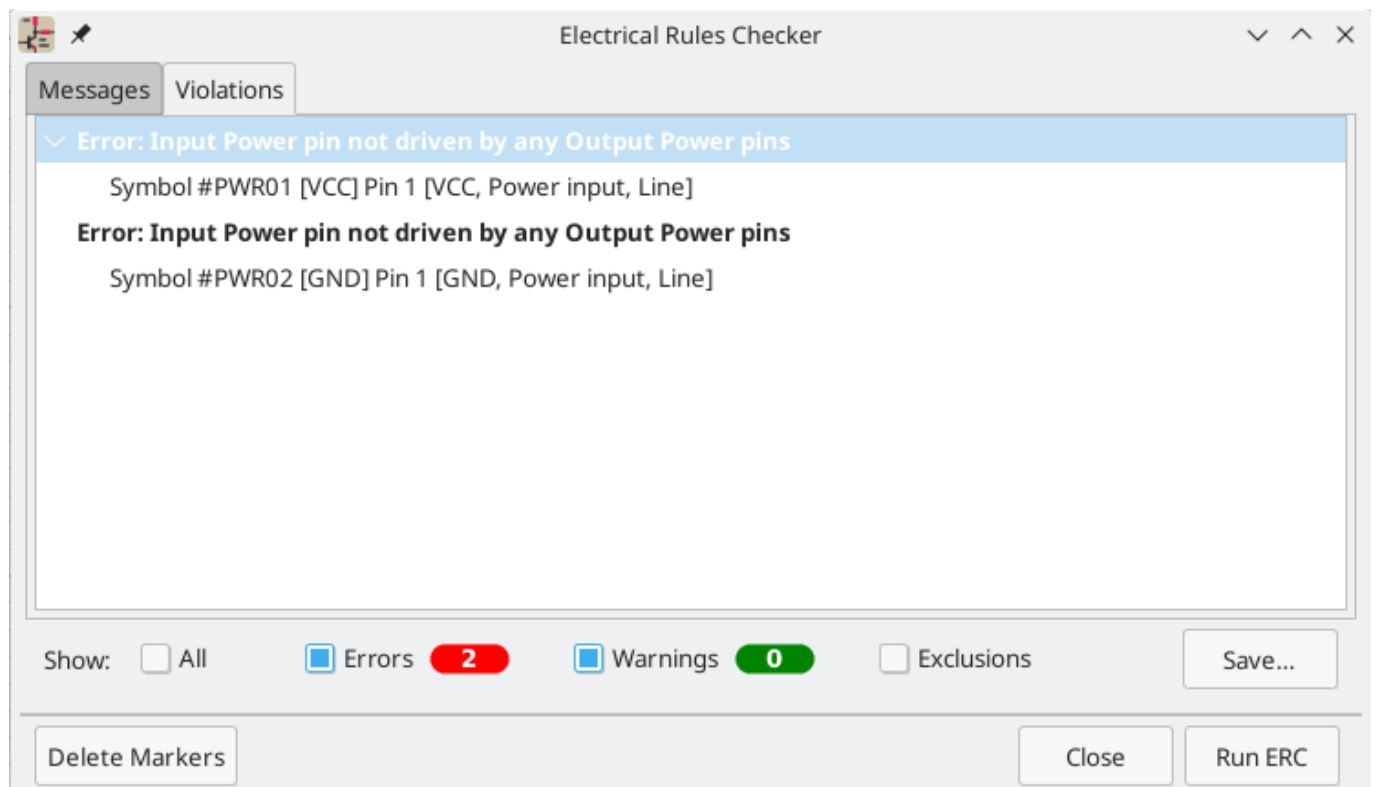 Electrical Rules Checker
Messages Violations
Error: Input Power pin not driven by any Output Power pins
Symbol #PWR01 [VCC] Pin 1 [VCC, Power input, Line]
Error: Input Power pin not driven by any Output Power pins
Symbol #PWR02 [GND] Pin 1 [GND, Power input, Line]
Show: All Errors 2 Warnings 0 Exclusions Save...
Delete Markers Close Run ERC